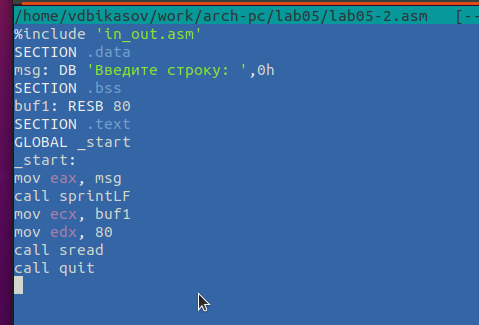 /home/vdbikasov/work/arch-pc/lab05/lab05-2.asm [--
%include 'in_out.asm'
SECTION .data
msg: DB 'Введите строку: ',0h
SECTION .bss
buf1: RESB 80
SECTION .text
GLOBAL _start
_start:
mov eax, msg
call sprintLF
mov ecx, buf1
mov edx, 80
call sread
call quit